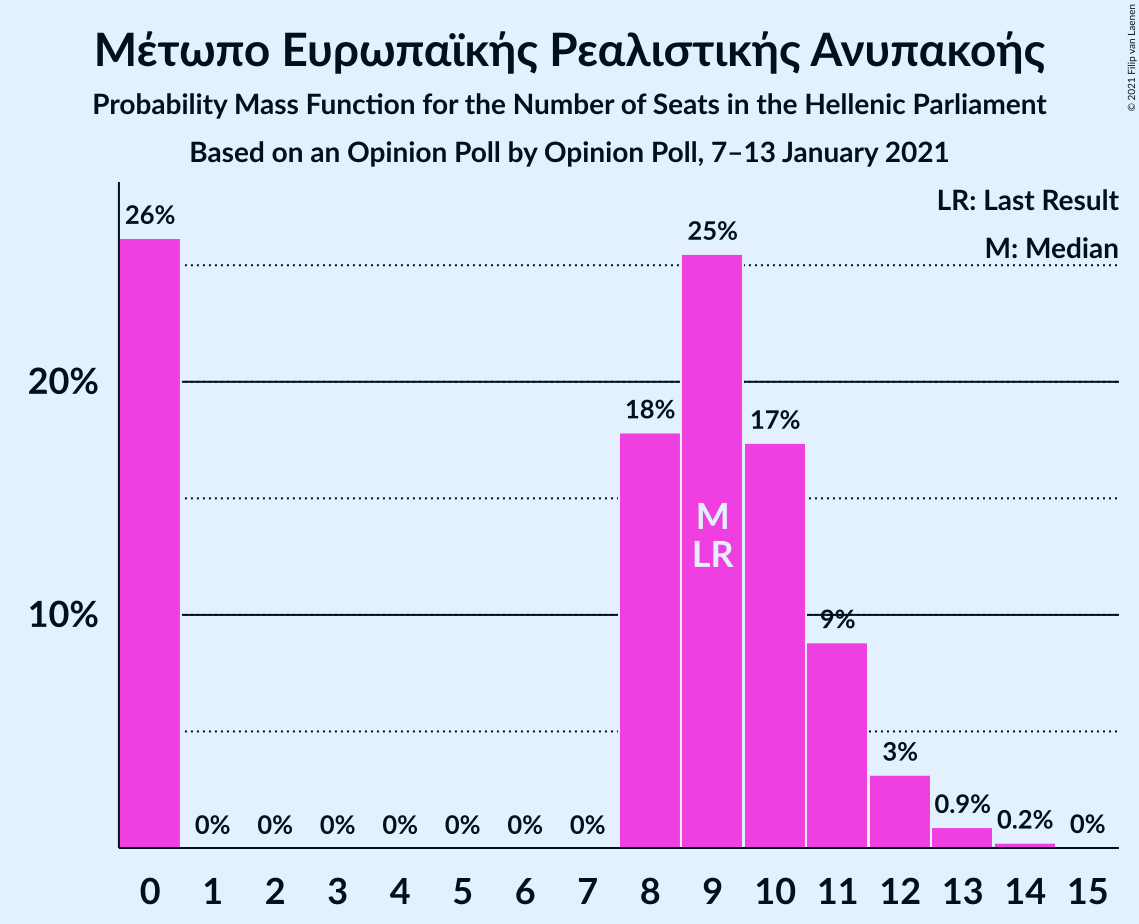 Μέτωπο Ευρωπαϊκής Ρεαλιστικής Ανυπακοής
Probability Mass Function for the Number of Seats in the Hellenic Parliament
Based on an Opinion Poll by Opinion Poll, 7–13 January 2021
© 2021 Filip van Laenen
LR: Last Result
M: Median
26%
25%
20%
18%
17%
M
LR
10%
9%
3%
0% 0% 0% 0% 0% 0% 0% 0.9% 0.2% 0%
0 1 2 3 4 5 6 7 8 9 10 11 12 13 14 15